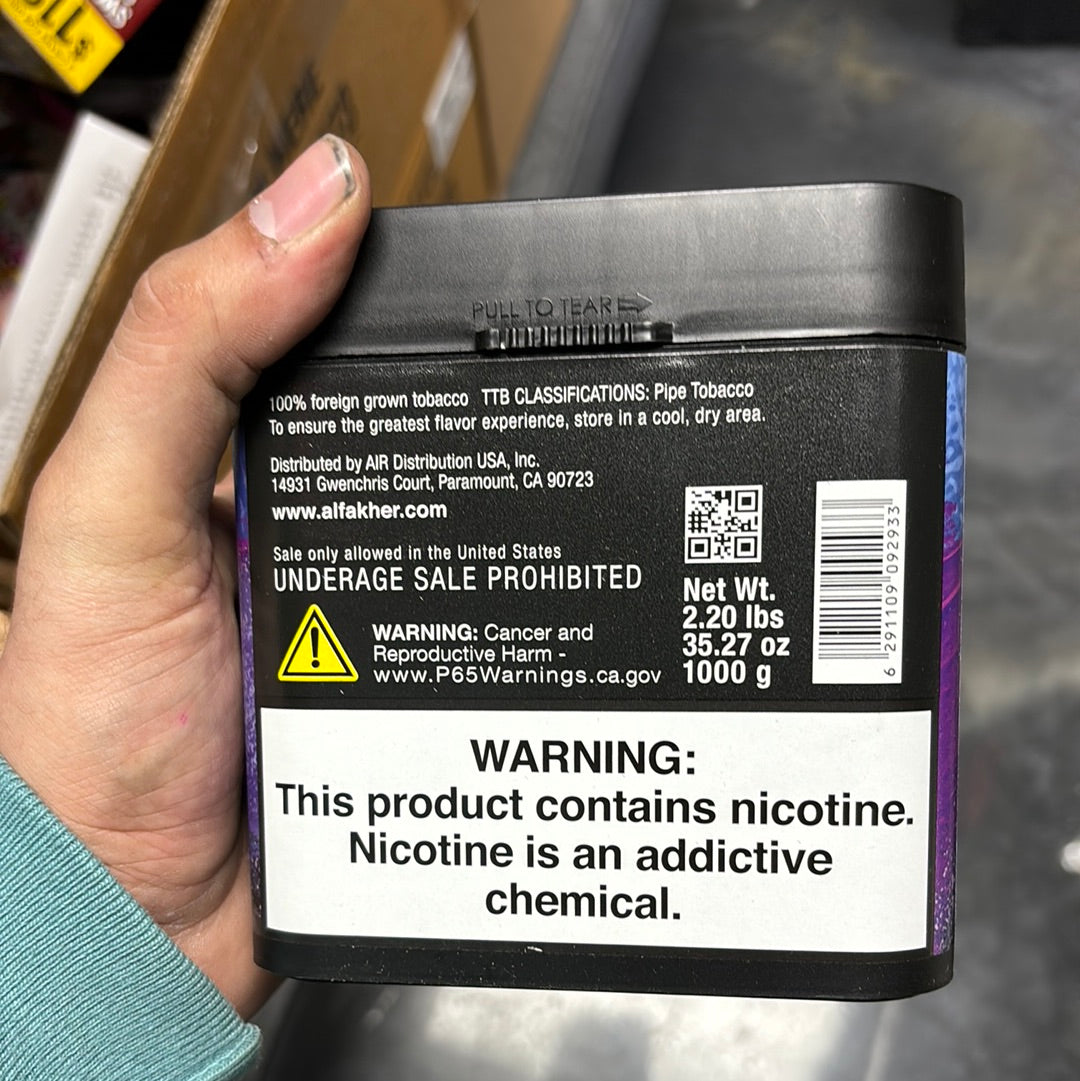 PULL TO TEAR
100% foreign grown tobacco TTB CLASSIFICATIONS: Pipe Tobacco
To ensure the greatest flavor experience, store in a cool, dry area.
Distributed by AIR Distribution USA, Inc.
14931 Gwenchris Court, Paramount, CA 90723
www.alfakher.com
Sale only allowed in the United States
UNDERAGE SALE PROHIBITED
WARNING: Cancer and
Reproductive Harm -
www.P65Warnings.ca.gov
Net Wt.
2.20 lbs
35.27 oz
1000 g
6 291109 092933
WARNING:
This product contains nicotine.
Nicotine is an addictive
chemical.